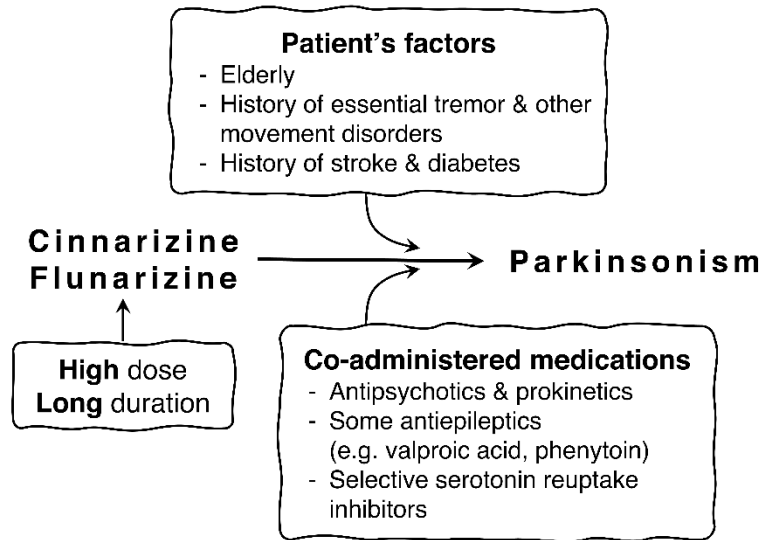 Patient's factors
- Elderly
- History of essential tremor & other
movement disorders
- History of stroke & diabetes
Cinnarizine
Flunarizine
Parkinsonism
High dose
Long duration
Co-administered medications
- Antipsychotics & prokinetics
- Some antiepileptics
(e.g. valproic acid, phenytoin)
- Selective serotonin reuptake
inhibitors